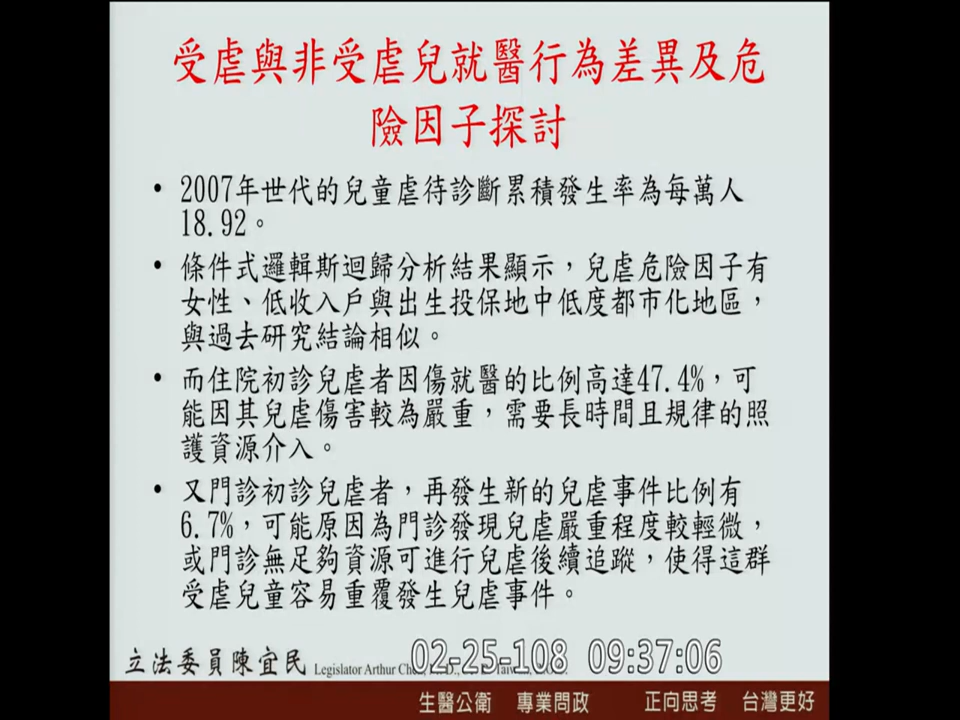 受虐與非受虐兒就醫行為差異及危
險因子探討
• 2007年世代的兒童虐待診斷累積發生率為每萬人
18.92。
• 條件式邏輯斯迴歸分析結果顯示，兒虐危險因子有
女性、低收入戶與出生投保地中低度都市化地區，
與過去研究結論相似。
• 而住院初診兒虐者因傷就醫的比例高達47.4%，可
能因其兒虐傷害較為嚴重，需要長時間且規律的照
護資源介入。
• 又門診初診兒虐者，再發生新的兒虐事件比例有
6.7%，可能原因為門診發現兒虐嚴重程度較輕微，
或門診無足夠資源可進行兒虐後續追蹤，使得這群
受虐兒童容易重覆發生兒虐事件。
立法委員陳宜民 Legislator Arthur
02-25-108 09:37:06
生醫公衛 專業問政 正向思考 台灣更好